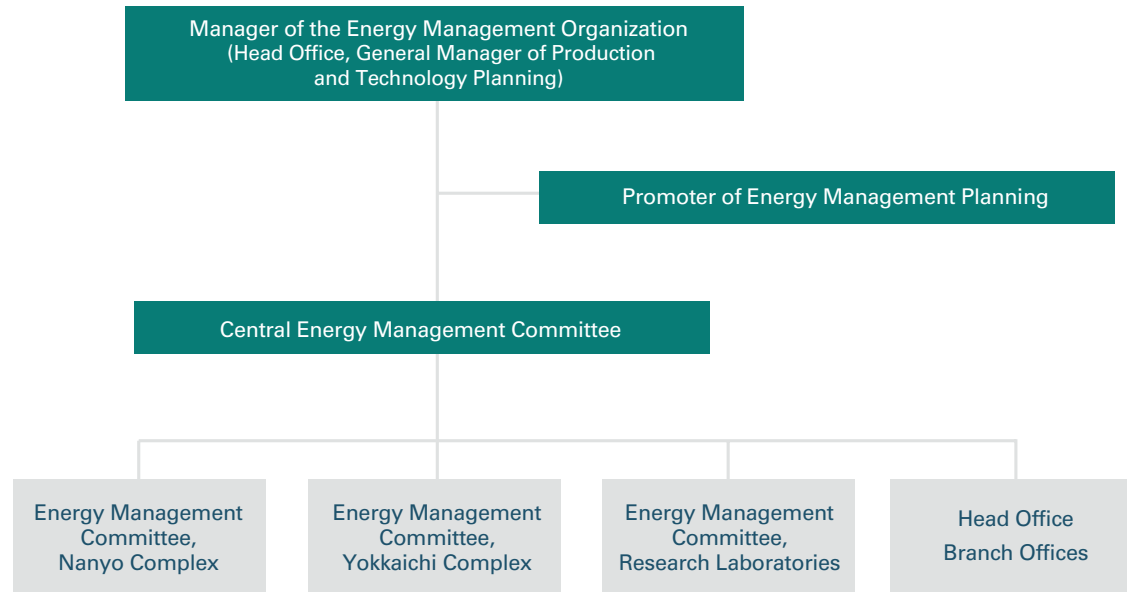 Manager of the Energy Management Organization
(Head Office, General Manager of Production
and Technology Planning)
Promoter of Energy Management Planning
Central Energy Management Committee
Energy Management
Committee,
Nanyo Complex
Energy Management
Committee,
Yokkaichi Complex
Energy Management
Committee,
Research Laboratories
Head Office
Branch Offices